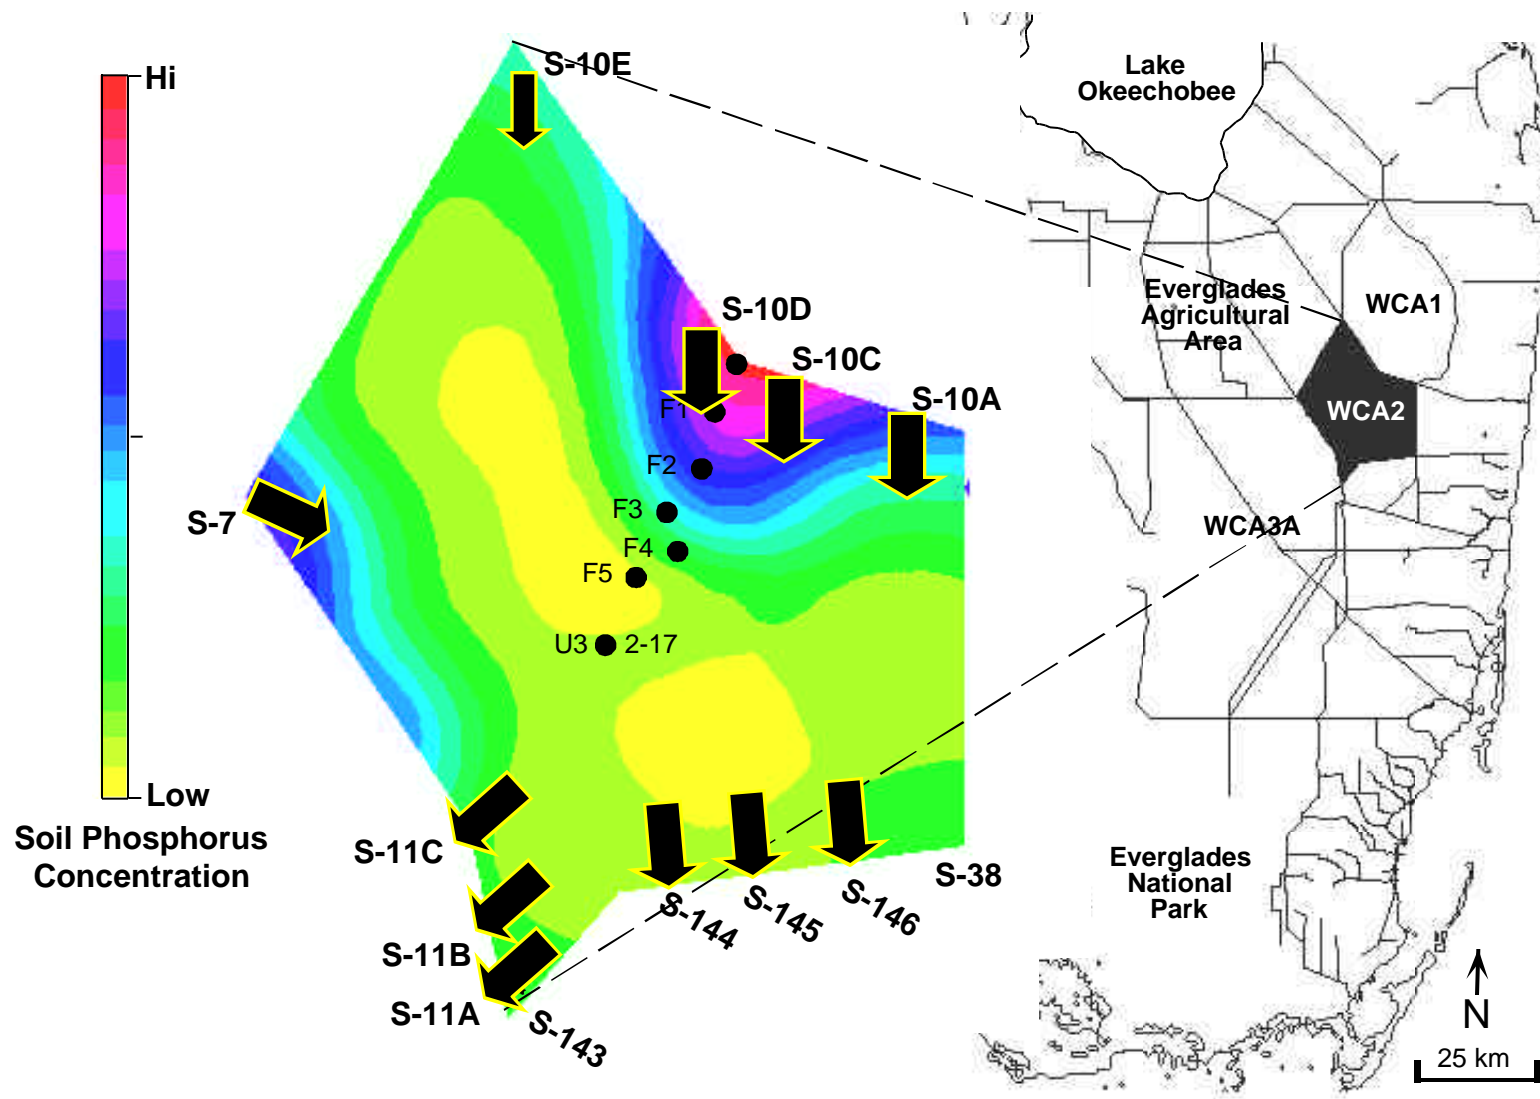 Hi
Low
Soil Phosphorus
Concentration
S-10E
S-10D
S-10C
S-10A
F1
F2
F3
F4
F5
U3
2-17
S-7
S-11C
S-11B
S-11A
S-143
S-144
S-145
S-146
S-38
Lake
Okeechobee
Everglades
Agricultural
Area
WCA1
WCA2
WCA3A
Everglades
National
Park
N
25 km